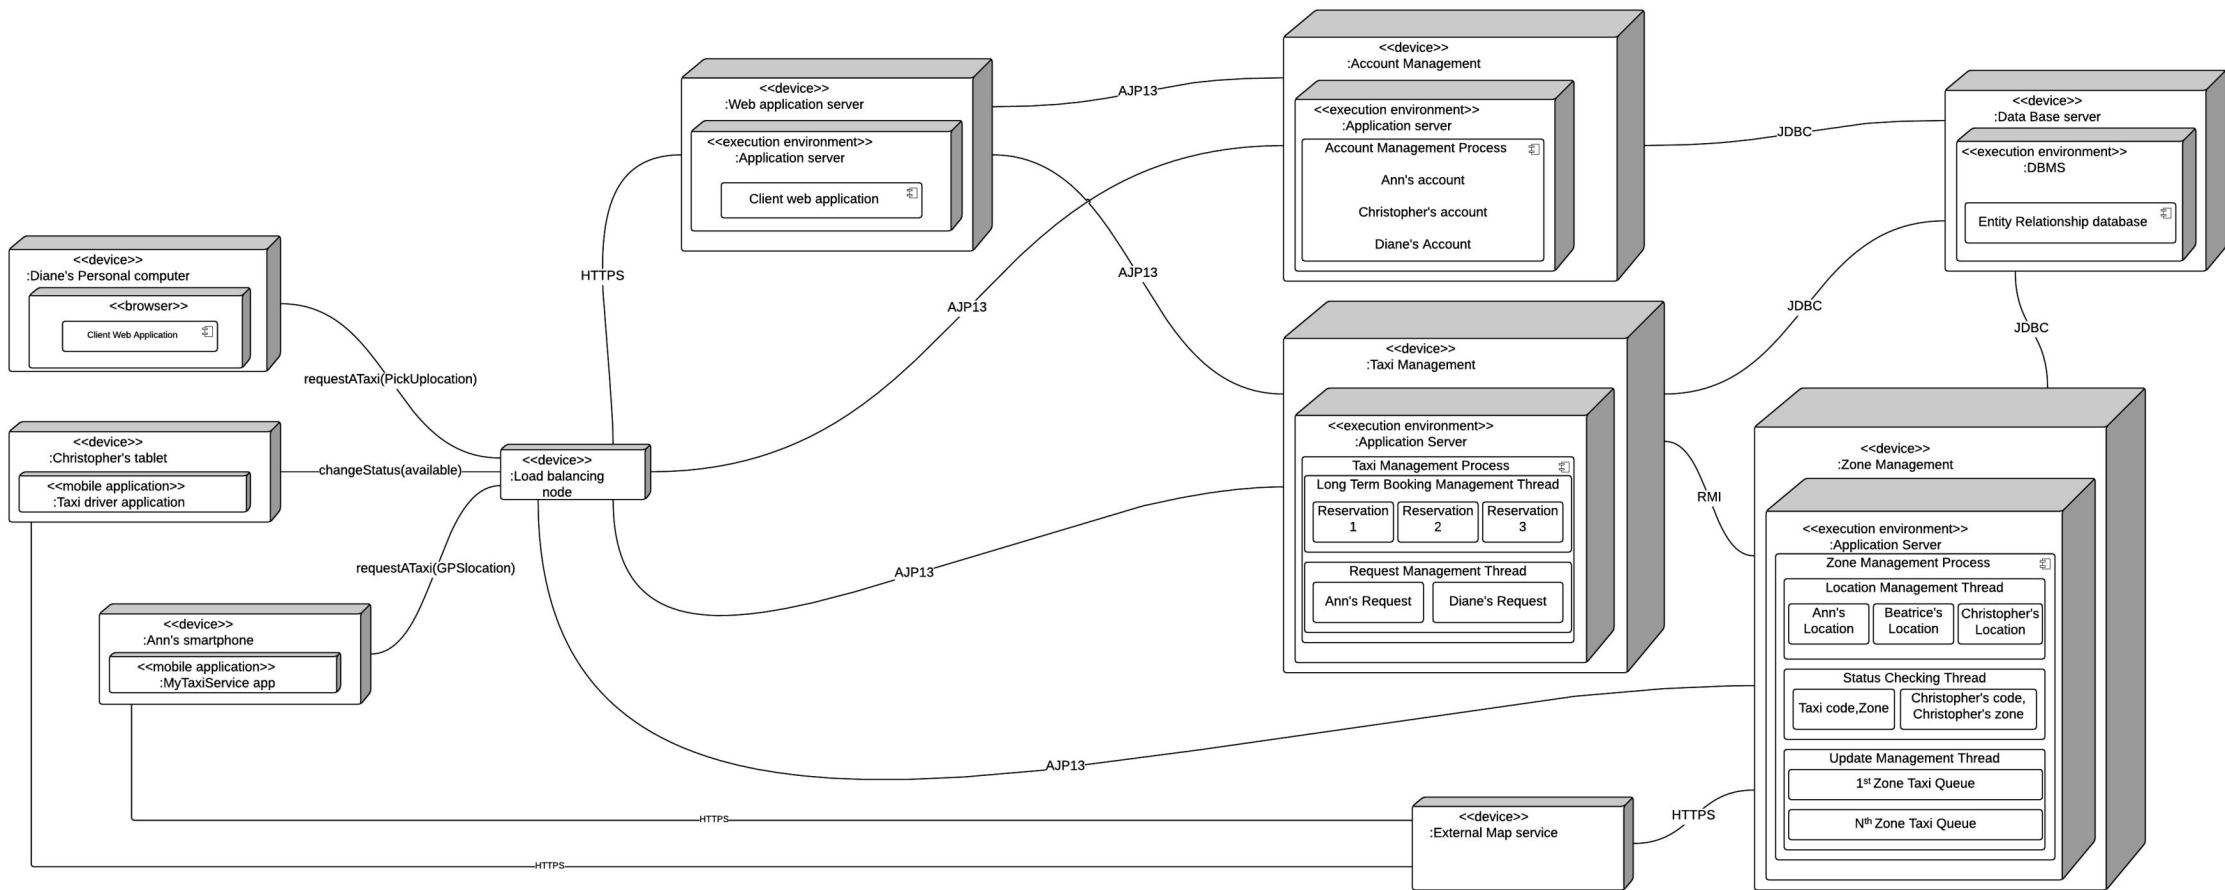 <<device>>
:Diane's Personal computer
<<browser>>
Client Web Application
<<device>>
:Christopher's tablet
<<mobile application>>
:Taxi driver application
<<device>>
:Ann's smartphone
<<mobile application>>
:MyTaxiService app
requestATaxi(PickUplocation)
changeStatus(available)
requestATaxi(GPSlocation)
<<device>>
:Load balancing
node
HTTPS
<<device>>
:Web application server
<<execution environment>>
:Application server
Client web application
AJP13
AJP13
AJP13
AJP13
AJP13
HTTPS
HTTPS
<<device>>
:Account Management
<<execution environment>>
:Application server
Account Management Process
Ann's account
Christopher's account
Diane's Account
<<device>>
:Taxi Management
<<execution environment>>
:Application Server
Taxi Management Process
Long Term Booking Management Thread
Reservation
1
Reservation
2
Reservation
3
Request Management Thread
Ann's Request
Diane's Request
<<device>>
:External Map service
HTTPS
RMI
JDBC
JDBC
JDBC
<<device>>
:Data Base server
<<execution environment>>
:DBMS
Entity Relationship database
<<device>>
:Zone Management
<<execution environment>>
:Application Server
Zone Management Process
Location Management Thread
Ann's
Location
Beatrice's
Location
Christopher's
Location
Status Checking Thread
Taxi code,Zone
Christopher's code,
Christopher's zone
Update Management Thread
1st Zone Taxi Queue
Nth Zone Taxi Queue